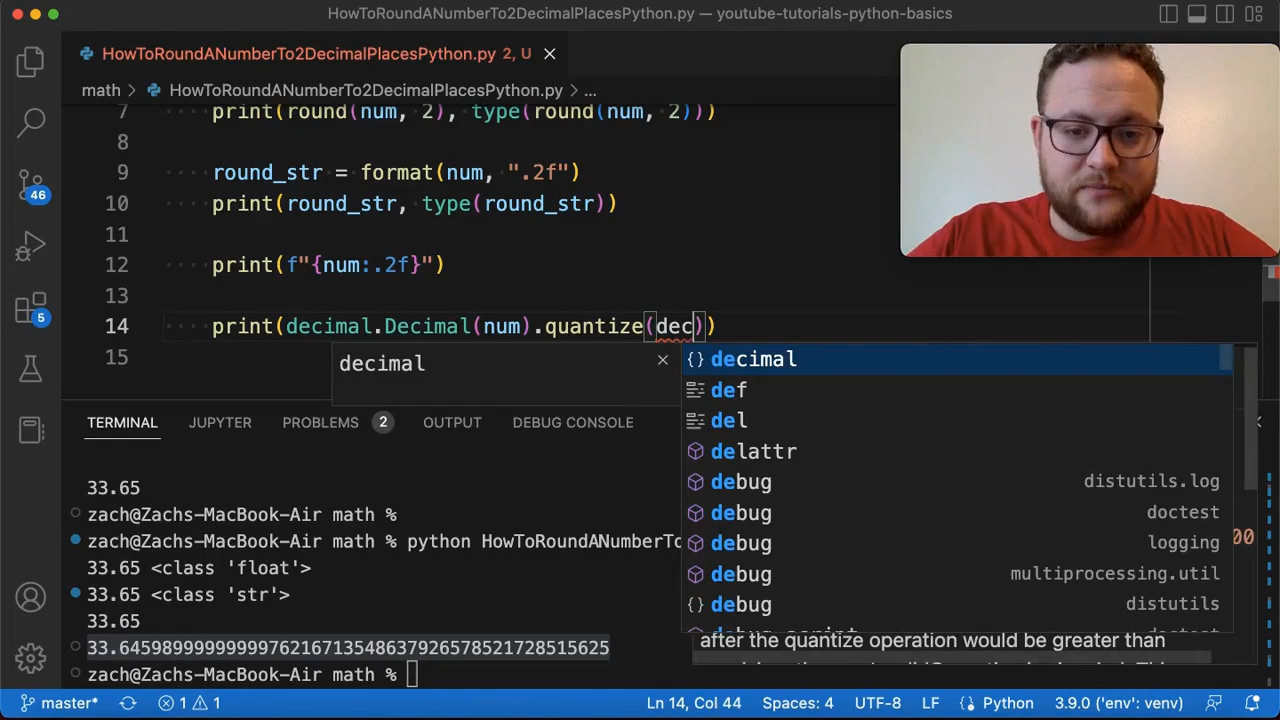 HowToRoundANumberTo2DecimalPlacesPython.py — youtube-tutorials-python-basics
HowToRoundANumberTo2DecimalPlacesPython.py 2, U
math > HowToRoundANumberTo2DecimalPlacesPython.py > ...
7 print(round(num, 2), type(round(num, 2)))
8
9 round_str = format(num, ".2f")
10 print(round_str, type(round_str))
11
12 print(f"{num:.2f}")
13
14 print(decimal.Decimal(num).quantize(dec))
15
decimal
decimal
def
del
delattr
debug distutils.log
debug doctest
debug logging
debug multiprocessing.util
debug distutils
after the quantize operation would be greater than
46
5
TERMINAL JUPYTER PROBLEMS 2 OUTPUT DEBUG CONSOLE
33.65
zach@Zachs-MacBook-Air math %
zach@Zachs-MacBook-Air math % python HowToRoundANumberTo
33.65 <class 'float'>
33.65 <class 'str'>
33.65
33.6459899999999976216713548637926578521728515625
zach@Zachs-MacBook-Air math %
master* 1 1 Ln 14, Col 44 Spaces: 4 UTF-8 LF Python 3.9.0 ('env': venv)